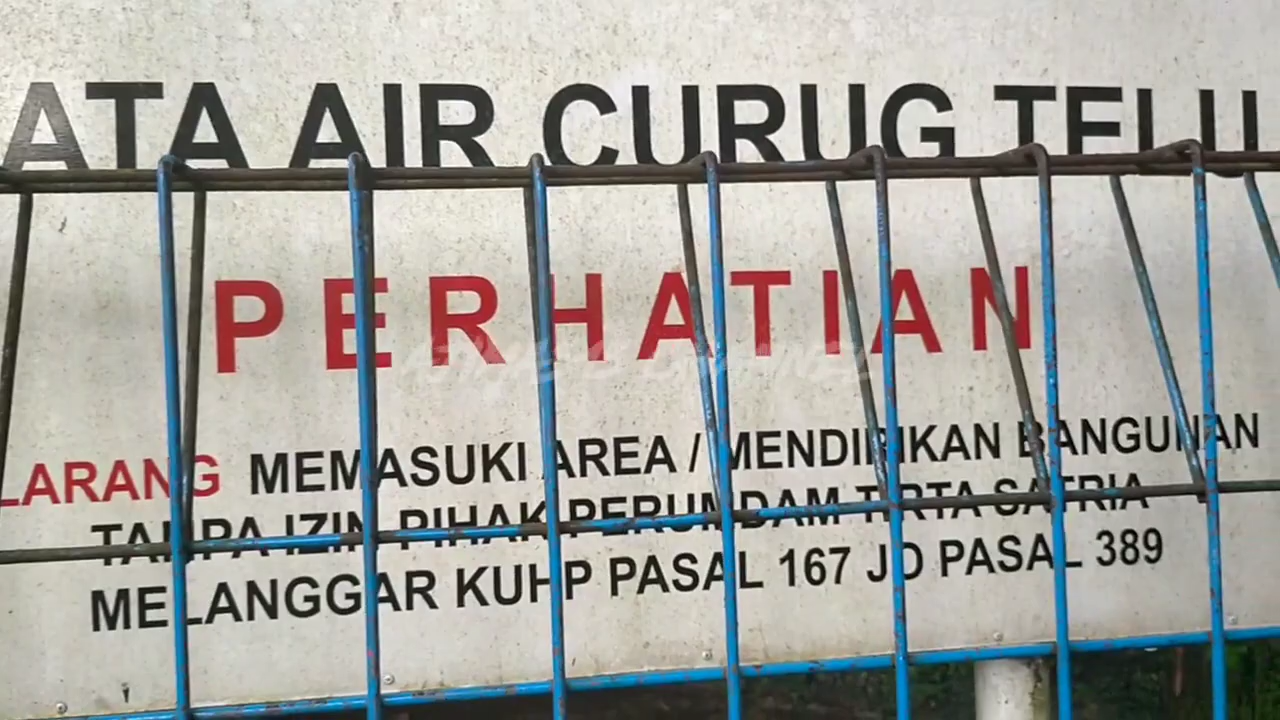 ATA AIR CURUG TELU
PERHATIAN
LARANG MEMASUKI AREA / MENDIRIKAN BANGUNAN
TANPA IZIN PIHAK PERUMDAM TIRTA SATRIA
MELANGGAR KUHP PASAL 167 JO PASAL 389